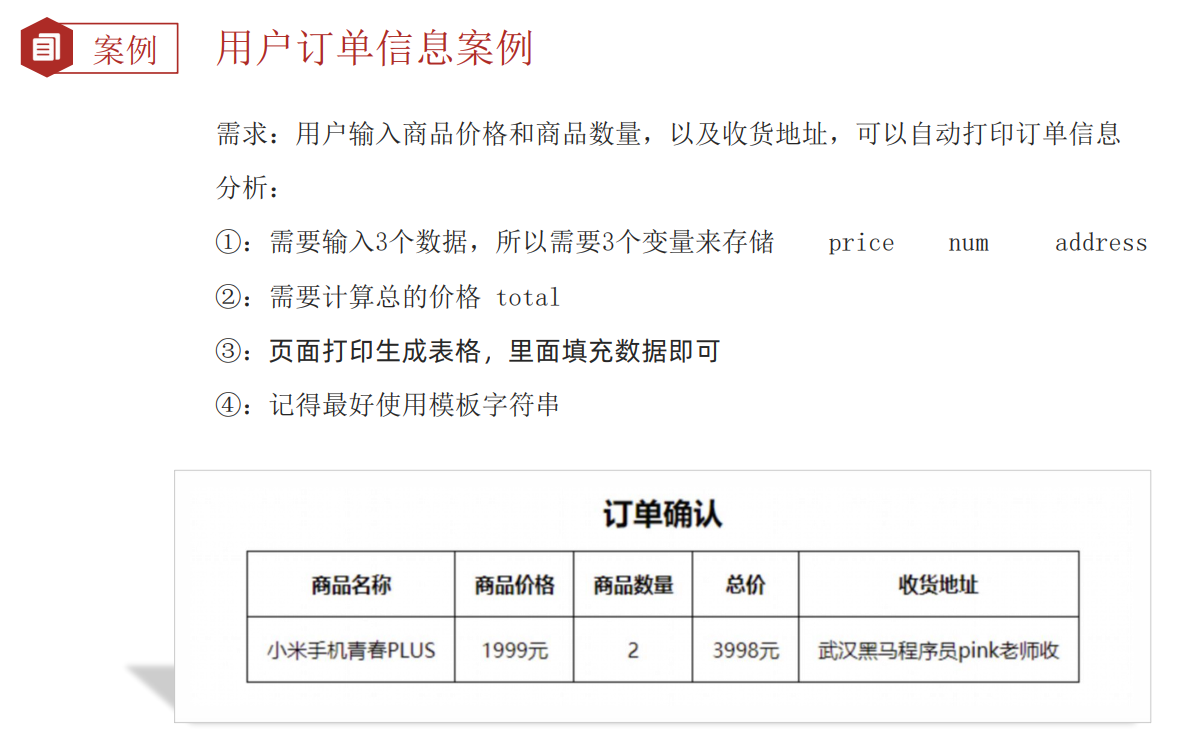 案例 用户订单信息案例
需求：用户输入商品价格和商品数量，以及收货地址，可以自动打印订单信息
分析：
①：需要输入3个数据，所以需要3个变量来存储 price num address
②：需要计算总的价格 total
③：页面打印生成表格，里面填充数据即可
④：记得最好使用模板字符串
订单确认
商品名称 商品价格 商品数量 总价 收货地址
小米手机青春PLUS 1999元 2 3998元 武汉黑马程序员pink老师收